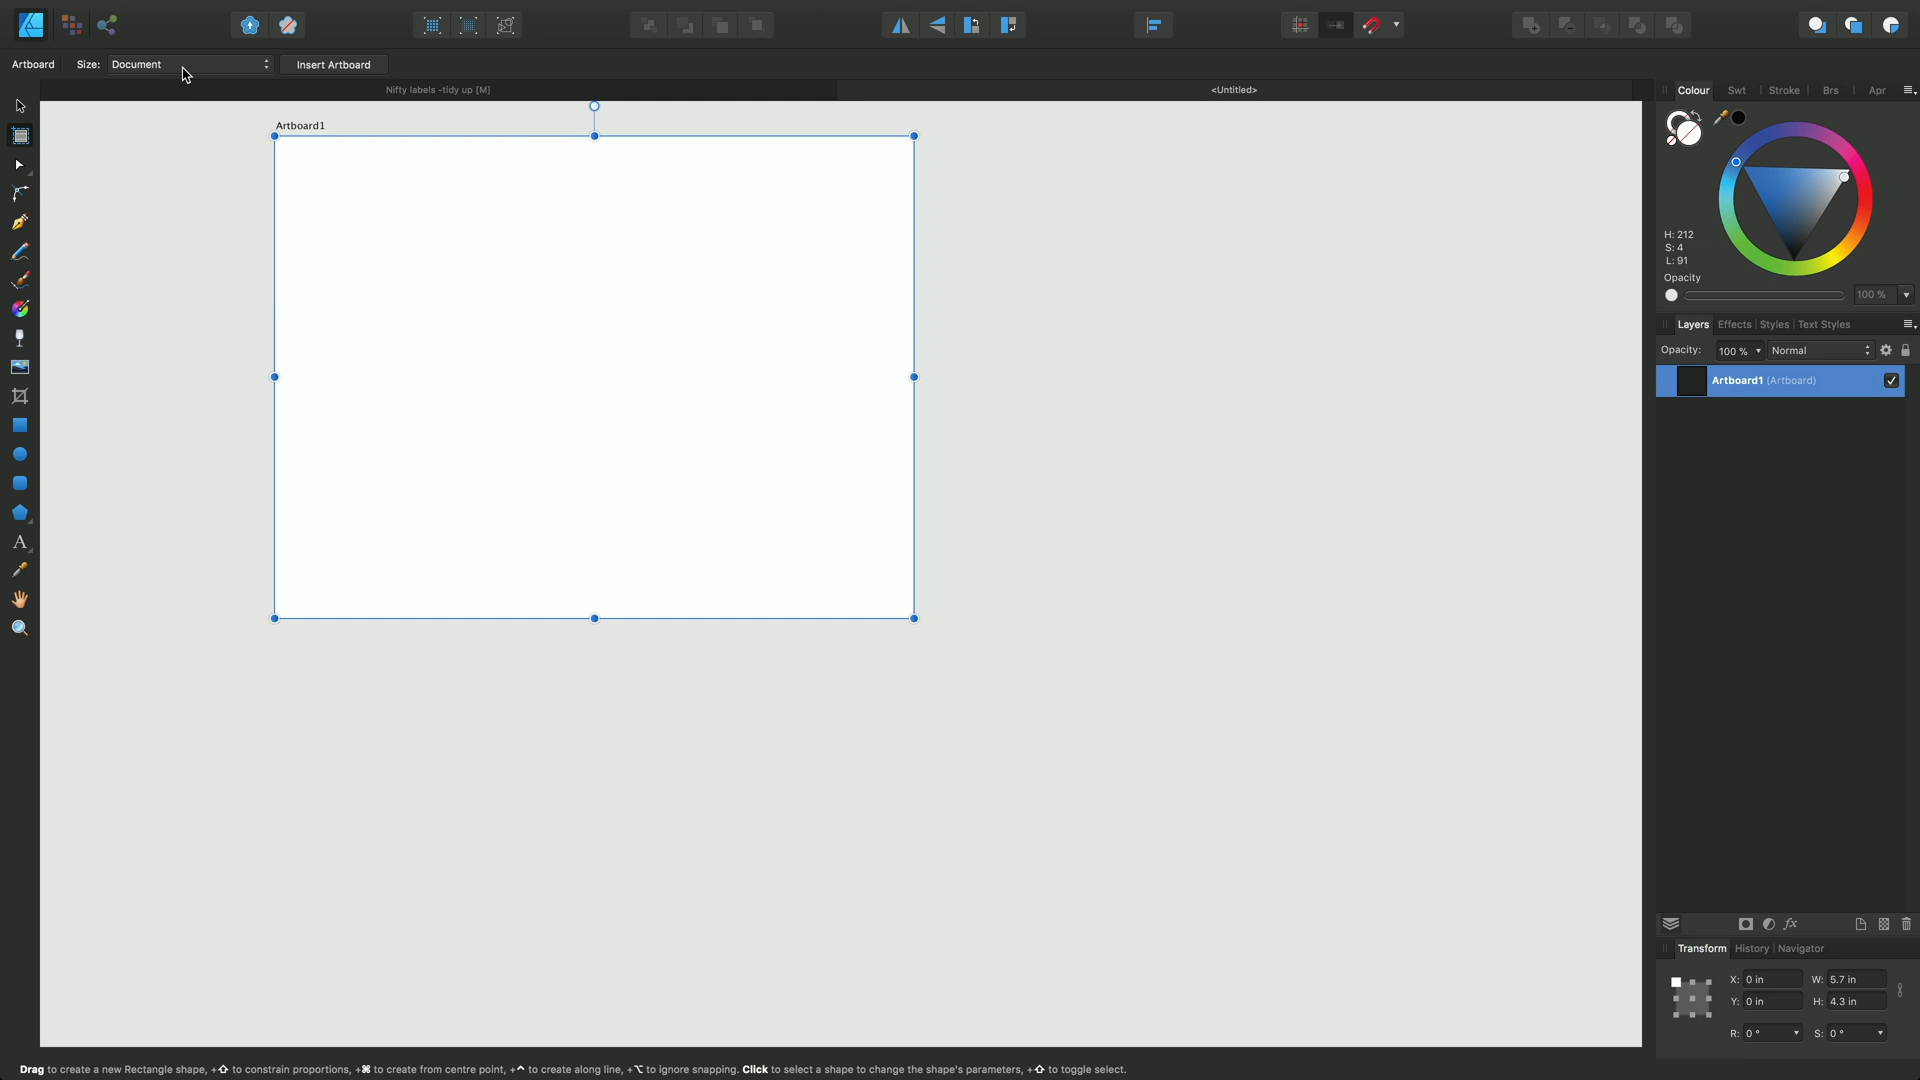 Artboard Size: Document Insert Artboard
Nifty labels -tidy up [M] <Untitled>
Artboard1
Colour Swt Stroke Brs Apr
H: 212
S: 4
L: 91
Opacity
100 %
Layers Effects Styles Text Styles
Opacity: 100 % Normal
Artboard1 (Artboard)
fx
Transform History Navigator
X: 0 in W: 5.7 in
Y: 0 in H: 4.3 in
R: 0 ° S: 0 °
Drag to create a new Rectangle shape, +⇧ to constrain proportions, +⌘ to create from centre point, +^ to create along line, +⌥ to ignore snapping. Click to select a shape to change the shape's parameters, +⇧ to toggle select.